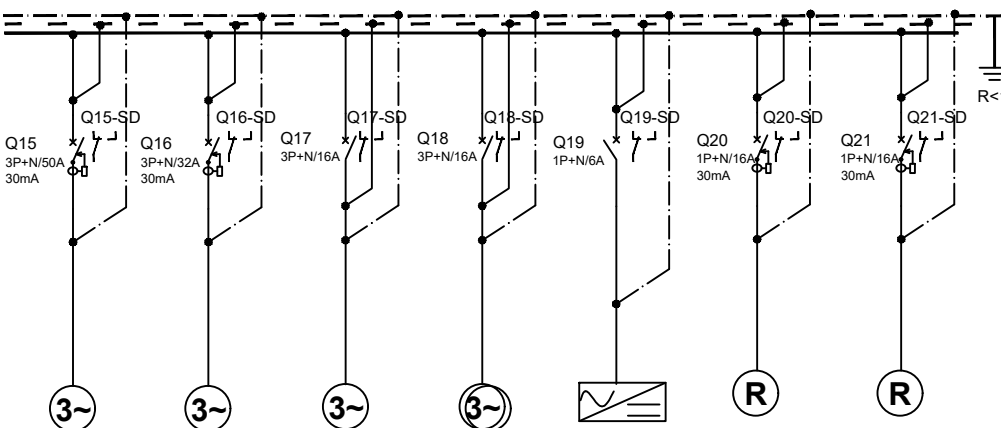 R<
Q15
3P+N/50A
30mA
Q15-SD
Q16
3P+N/32A
30mA
Q16-SD
Q17
3P+N/16A
Q17-SD
Q18
3P+N/16A
Q18-SD
Q19
1P+N/6A
Q19-SD
Q20
1P+N/16A
30mA
Q20-SD
Q21
1P+N/16A
30mA
Q21-SD
3~
3~
3~
3~
R
R